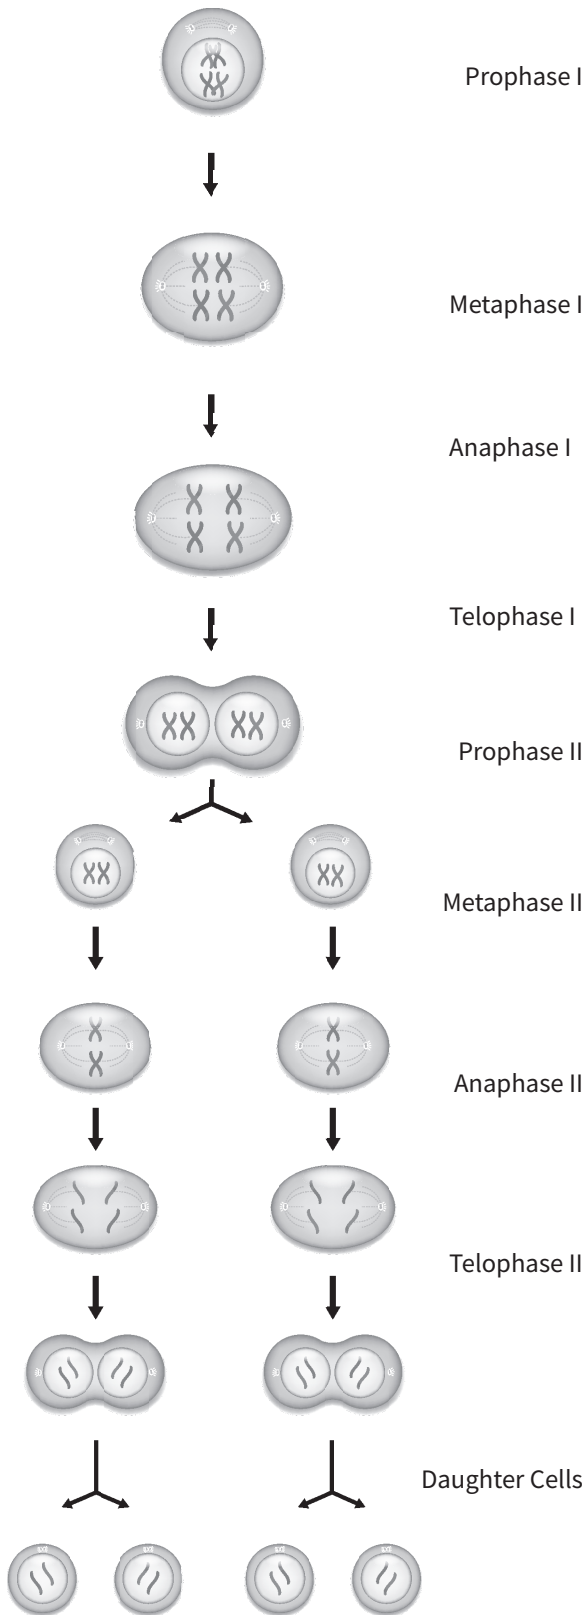 Prophase I
Metaphase I
Anaphase I
Telophase I
Prophase II
Metaphase II
Anaphase II
Telophase II
Daughter Cells